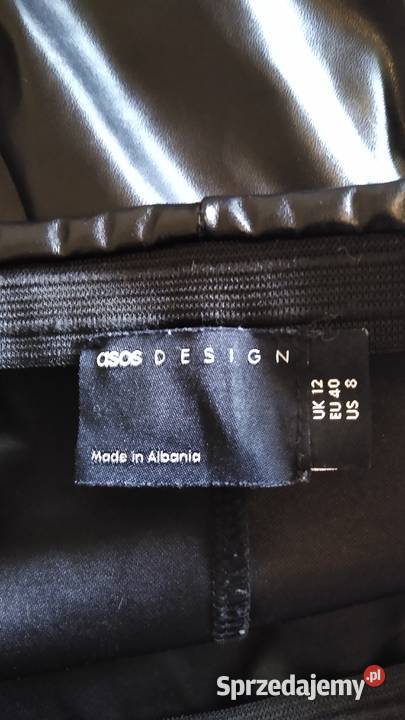 asos DESIGN
Made in Albania
UK 12
EU 40
US 8
Sprzedajemy.pl